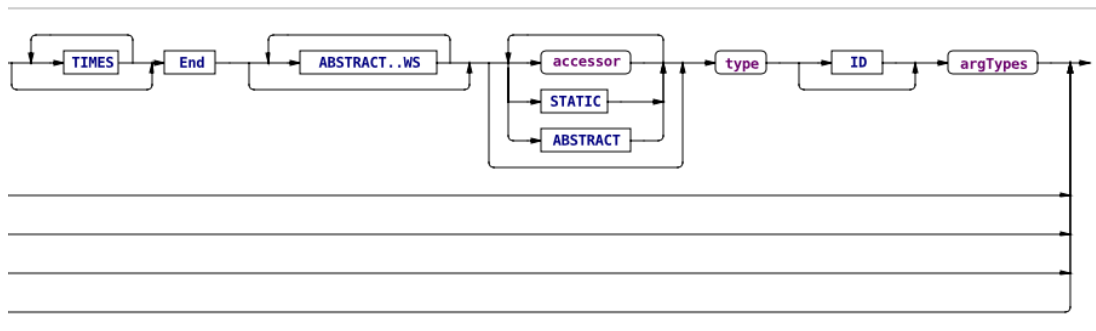 TIMES End ABSTRACT..WS accessor type ID argTypes
STATIC
ABSTRACT